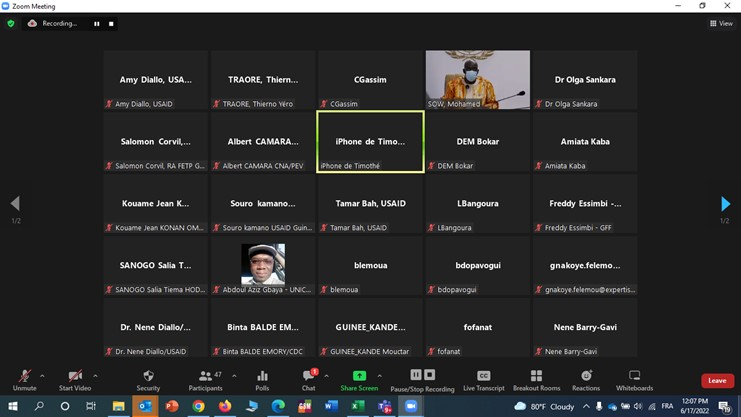 Zoom Meeting
Recording...
View
Amy Diallo, USA...
Amy Diallo, USAID
TRAORE, Thiern...
TRAORE, Thierno Yéro
CGassim
CGassim
SOW, Mohamed
Dr Olga Sankara
Dr Olga Sankara
Salomon Corvil,...
Salomon Corvil, RA FETP G...
Albert CAMARA...
Albert CAMARA CNA/PEV
iPhone de Timo...
iPhone de Timothé
DEM Bokar
DEM Bokar
Amiata Kaba
Amiata Kaba
1/2
1/2
Kouame Jean K...
Kouame Jean KONAN OM...
Souro kamano...
Souro kamano USAID Guin...
Tamar Bah, USAID
Tamar Bah, USAID
LBangoura
LBangoura
Freddy Essimbi -...
Freddy Essimbi - GFF
SANOGO Salia T...
SANOGO Salia Tiema HOD...
Abdoul Aziz Gbaya - UNIC...
blemoua
blemoua
bdopavogui
bdopavogui
gnakoye.felemo...
gnakoye.felemou@expertis...
Dr. Nene Diallo/...
Dr. Nene Diallo/USAID
Binta BALDE EM...
Binta BALDE EMORY/CDC
GUINEE_KANDE...
GUINEE_KANDE Mouctar
fofanat
fofanat
Nene Barry-Gavi
Nene Barry-Gavi
Unmute
Start Video
Security
Participants
47
Polls
Chat
1
Share Screen
Pause/Stop Recording
CC
Live Transcript
Breakout Rooms
Reactions
Whiteboards
Leave
80°F Cloudy
FRA
12:07 PM
6/17/2022